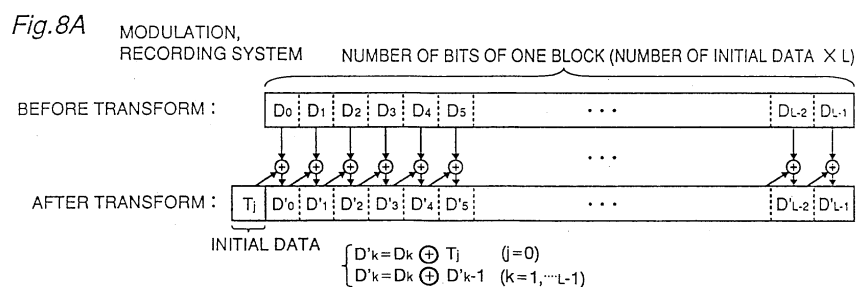 Fig.8A
MODULATION,
RECORDING SYSTEM
NUMBER OF BITS OF ONE BLOCK (NUMBER OF INITIAL DATA × L)
BEFORE TRANSFORM : D0 D1 D2 D3 D4 D5 ... DL-2 DL-1
...
AFTER TRANSFORM : Tj D'0 D'1 D'2 D'3 D'4 D'5 ... D'L-2 D'L-1
INITIAL DATA
D'k=Dk ⊕ Tj (j=0)
D'k=Dk ⊕ D'k-1 (k=1,····L-1)